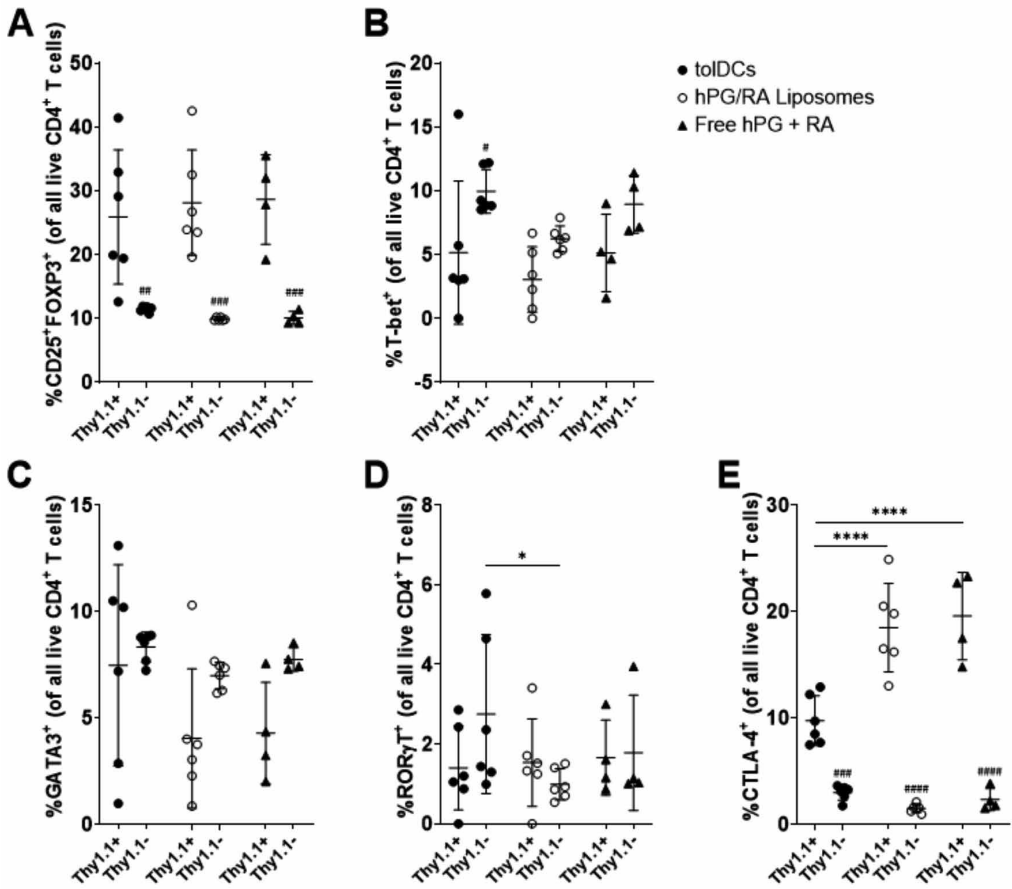 A
%CD25⁺FOXP3⁺ (of all live CD4⁺ T cells)
50
40
30
20
10
0
##
###
###
Thy1.1+
Thy1.1-
Thy1.1+
Thy1.1-
Thy1.1+
Thy1.1-
B
%T-bet⁺ (of all live CD4⁺ T cells)
20
15
10
5
0
-5
#
Thy1.1+
Thy1.1-
Thy1.1+
Thy1.1-
Thy1.1+
Thy1.1-
tolDCs
hPG/RA Liposomes
Free hPG + RA
C
%GATA3⁺ (of all live CD4⁺ T cells)
15
10
5
0
Thy1.1+
Thy1.1-
Thy1.1+
Thy1.1-
Thy1.1+
Thy1.1-
D
%RORγT⁺ (of all live CD4⁺ T cells)
8
6
4
2
0
*
Thy1.1+
Thy1.1-
Thy1.1+
Thy1.1-
Thy1.1+
Thy1.1-
E
%CTLA-4⁺ (of all live CD4⁺ T cells)
30
20
10
0
****
****
###
####
####
Thy1.1+
Thy1.1-
Thy1.1+
Thy1.1-
Thy1.1+
Thy1.1-